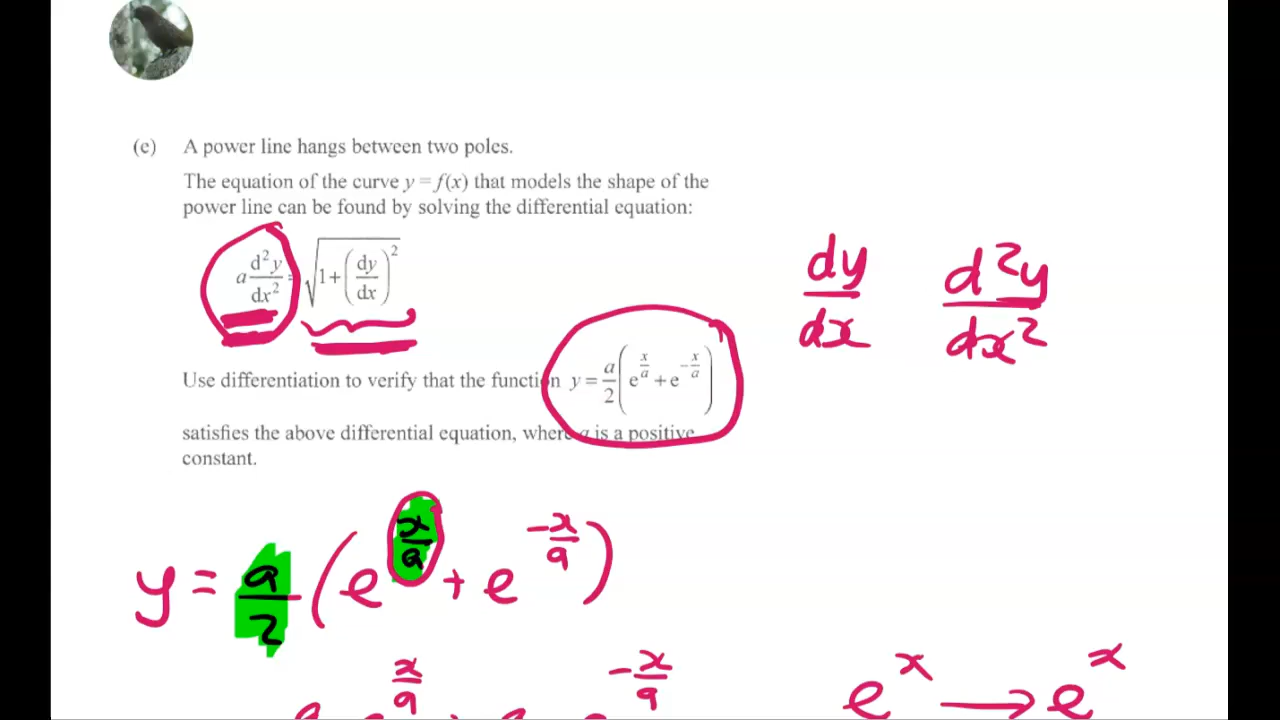 (e) A power line hangs between two poles.
The equation of the curve y = f(x) that models the shape of the
power line can be found by solving the differential equation:
a d²y/dx² = √(1+(dy/dx)²)
dy/dx d²y/dx²
Use differentiation to verify that the function y = a/2 (e^(x/a) + e^(-x/a))
satisfies the above differential equation, where a is a positive
constant.
y = a/2 (e^(x/a) + e^(-x/a))
x/a -x/a e^x → e^x